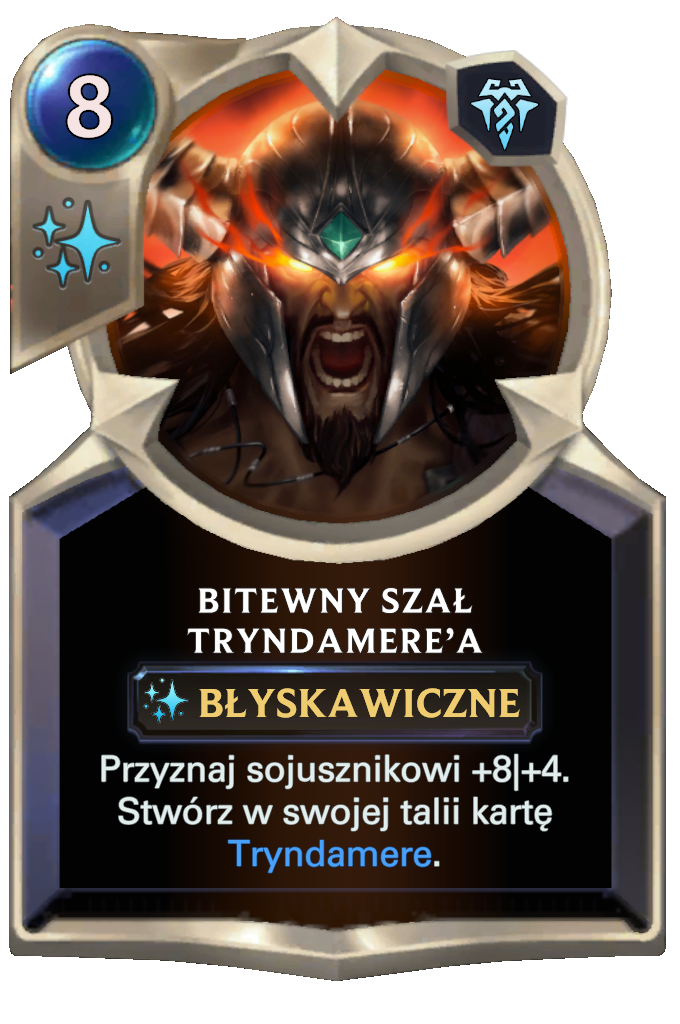 8
BITEWNY SZAŁ
TRYNDAMERE’A
BŁYSKAWICZNE
Przyznaj sojusznikowi +8|+4.
Stwórz w swojej talii kartę
Tryndamere.